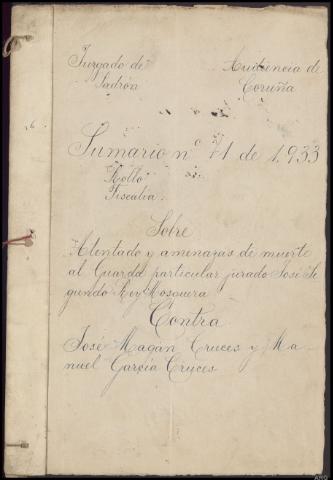 Juzgado de Audiencia de
Padrón Coruña
Sumario nº 71 de 1.933
Rollo
Fiscalia.
Sobre
Atentado y amenazas de muerte
al Guarda particular jurado José Se
gundo Rey Mosquera
Contra
José Magán Cruces y Ma-
nuel García Cruces